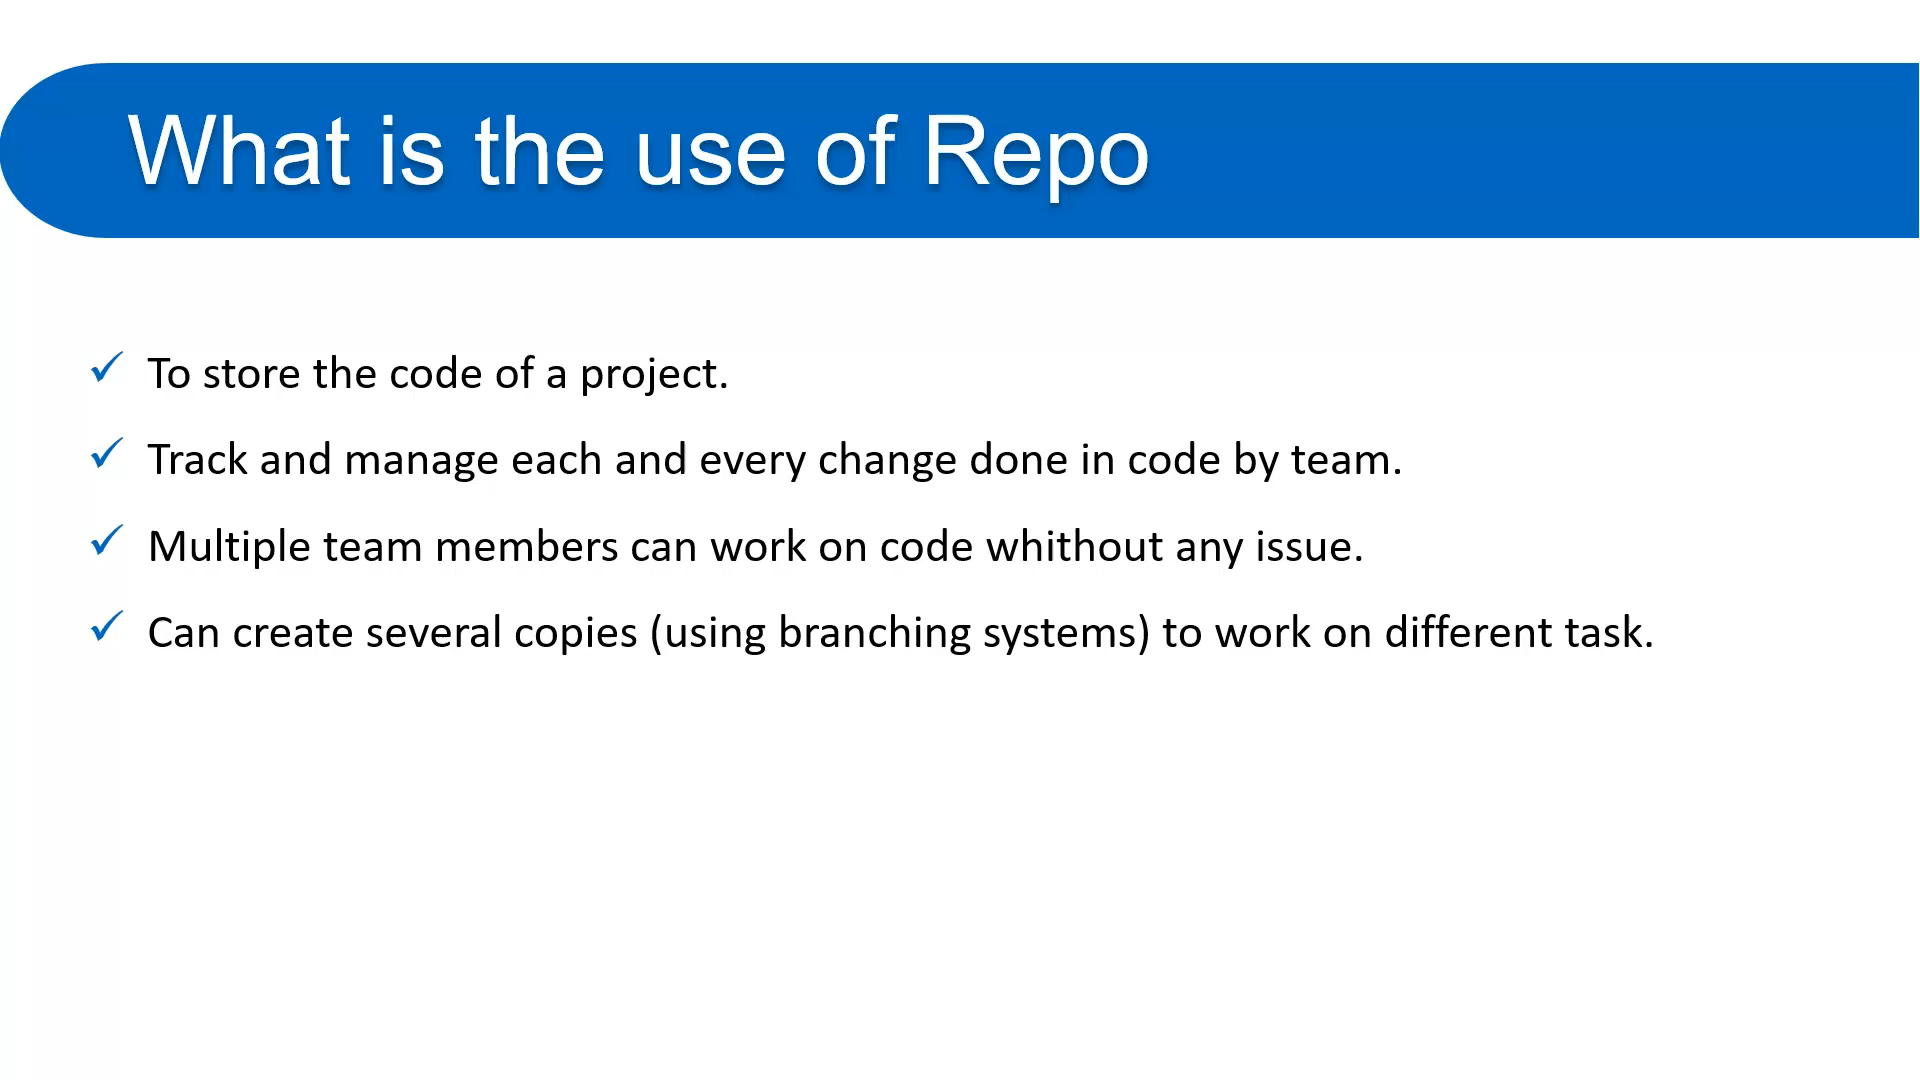 What is the use of Repo
✓ To store the code of a project.
✓ Track and manage each and every change done in code by team.
✓ Multiple team members can work on code whithout any issue.
✓ Can create several copies (using branching systems) to work on different task.